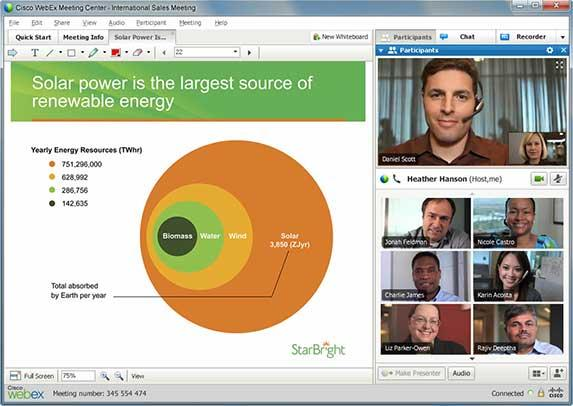 Cisco WebEx Meeting Center - International Sales Meeting
File Share View Audio Participant Meeting Help
Quick Start Meeting Info Solar Power Is... New Whiteboard
T 22
Solar power is the largest source of
renewable energy
Yearly Energy Resources (TWhr)
751,296,000
628,992
286,756
142,635
Biomass Water Wind Solar
3,850 (ZJyr)
Total absorbed
by Earth per year
StarBright
Full Screen 75% View
Participants Chat Recorder
Participants
Daniel Scott
Heather Hanson (Host,me)
Jonah Feldman Nicole Castro
Charlie James Karin Acosta
Liz Parker-Owen Rajiv Deeptha
Make Presenter Audio
Cisco
webex Meeting number: 345 554 474 Connected
CISCO